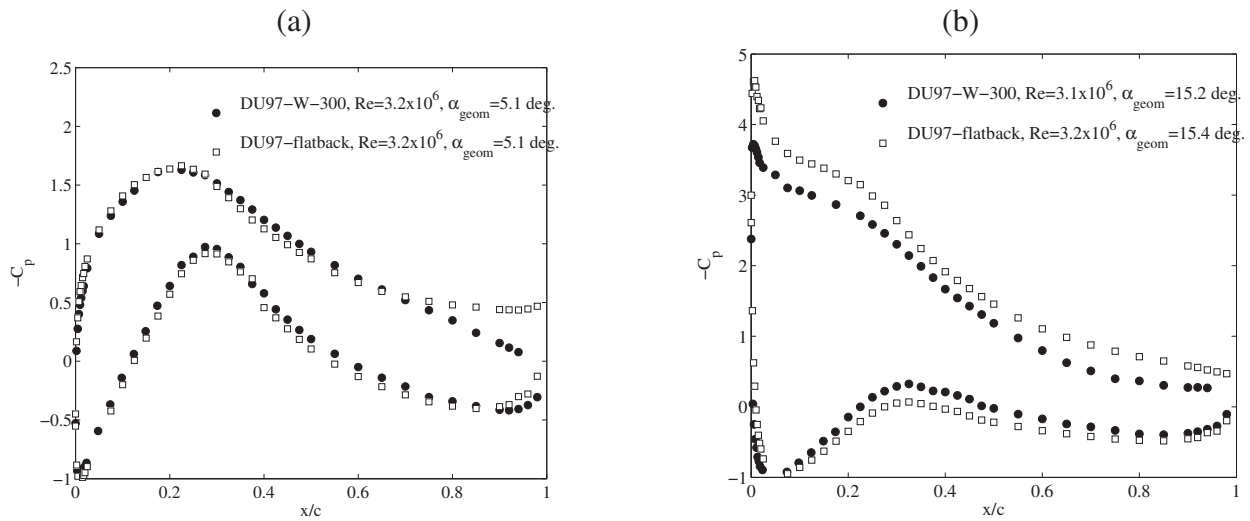 (a)
2.5
2
1.5
1
0.5
0
−0.5
−1
−C_p
0
0.2
0.4
0.6
0.8
1
x/c
DU97−W−300, Re=3.2x10^6, α_geom=5.1 deg.
DU97−flatback, Re=3.2x10^6, α_geom=5.1 deg.
(b)
5
4
3
2
1
0
−1
−C_p
0
0.2
0.4
0.6
0.8
1
x/c
DU97−W−300, Re=3.1x10^6, α_geom=15.2 deg.
DU97−flatback, Re=3.2x10^6, α_geom=15.4 deg.